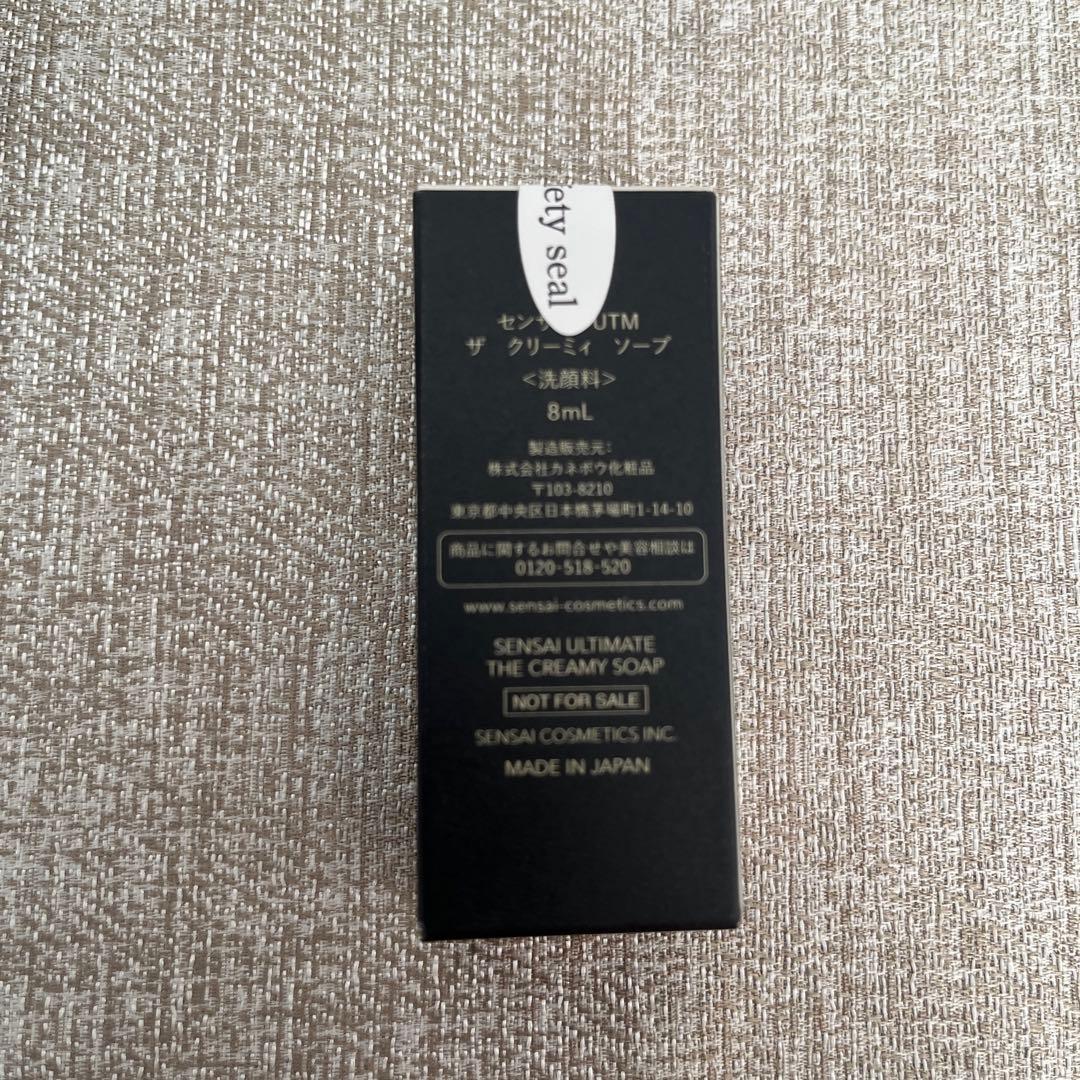 ety seal
センサ UTM
ザ クリーミィ ソープ
<洗顔料>
8mL
製造販売元:
株式会社カネボウ化粧品
〒103-8210
東京都中央区日本橋茅場町1-14-10
商品に関するお問合せや美容相談は
0120-518-520
www.sensai-cosmetics.com
SENSAI ULTIMATE
THE CREAMY SOAP
NOT FOR SALE
SENSAI COSMETICS INC.
MADE IN JAPAN